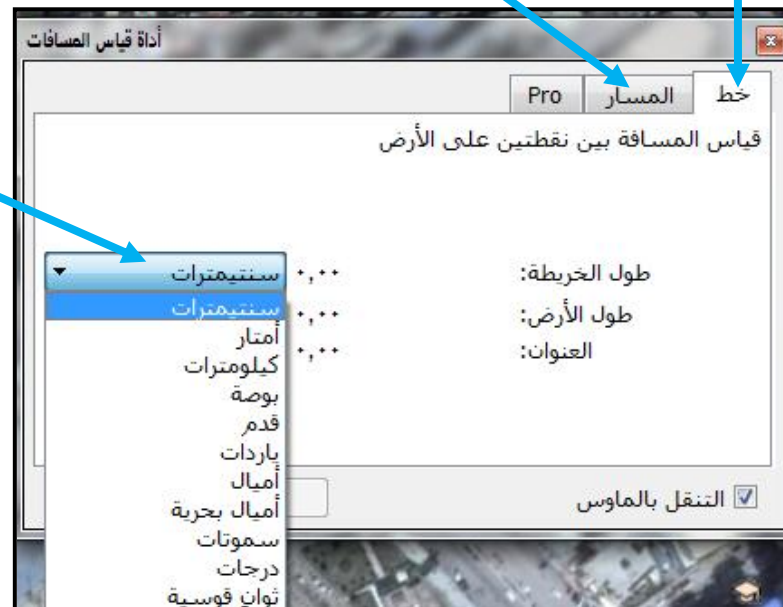 أداة قياس المسافات
خط المسار Pro
قياس المسافة بين نقطتين على الأرض
طول الخريطة: ٠,٠٠ سنتيمترات
طول الأرض: ٠,٠٠
العنوان: ٠,٠٠
سنتيمترات
أمتار
كيلومترات
بوصة
قدم
ياردات
أميال
أميال بحرية
سموتات
درجات
ثوانٍ قوسية
التنقل بالماوس